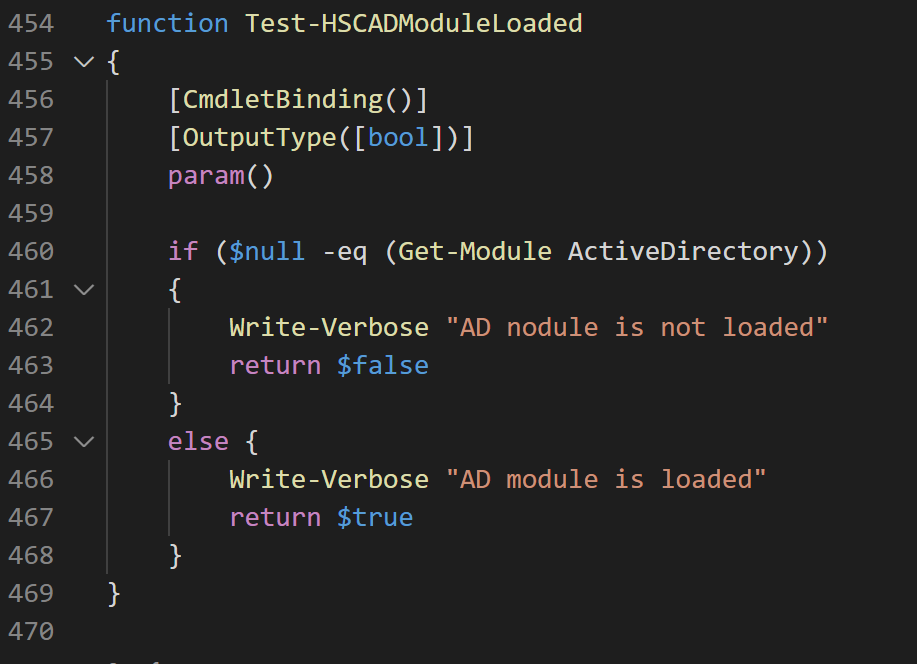 454 function Test-HSCADModuleLoaded
455 {
456 [CmdletBinding()]
457 [OutputType([bool])]
458 param()
459
460 if ($null -eq (Get-Module ActiveDirectory))
461 {
462 Write-Verbose "AD nodule is not loaded"
463 return $false
464 }
465 else {
466 Write-Verbose "AD module is loaded"
467 return $true
468 }
469 }
470